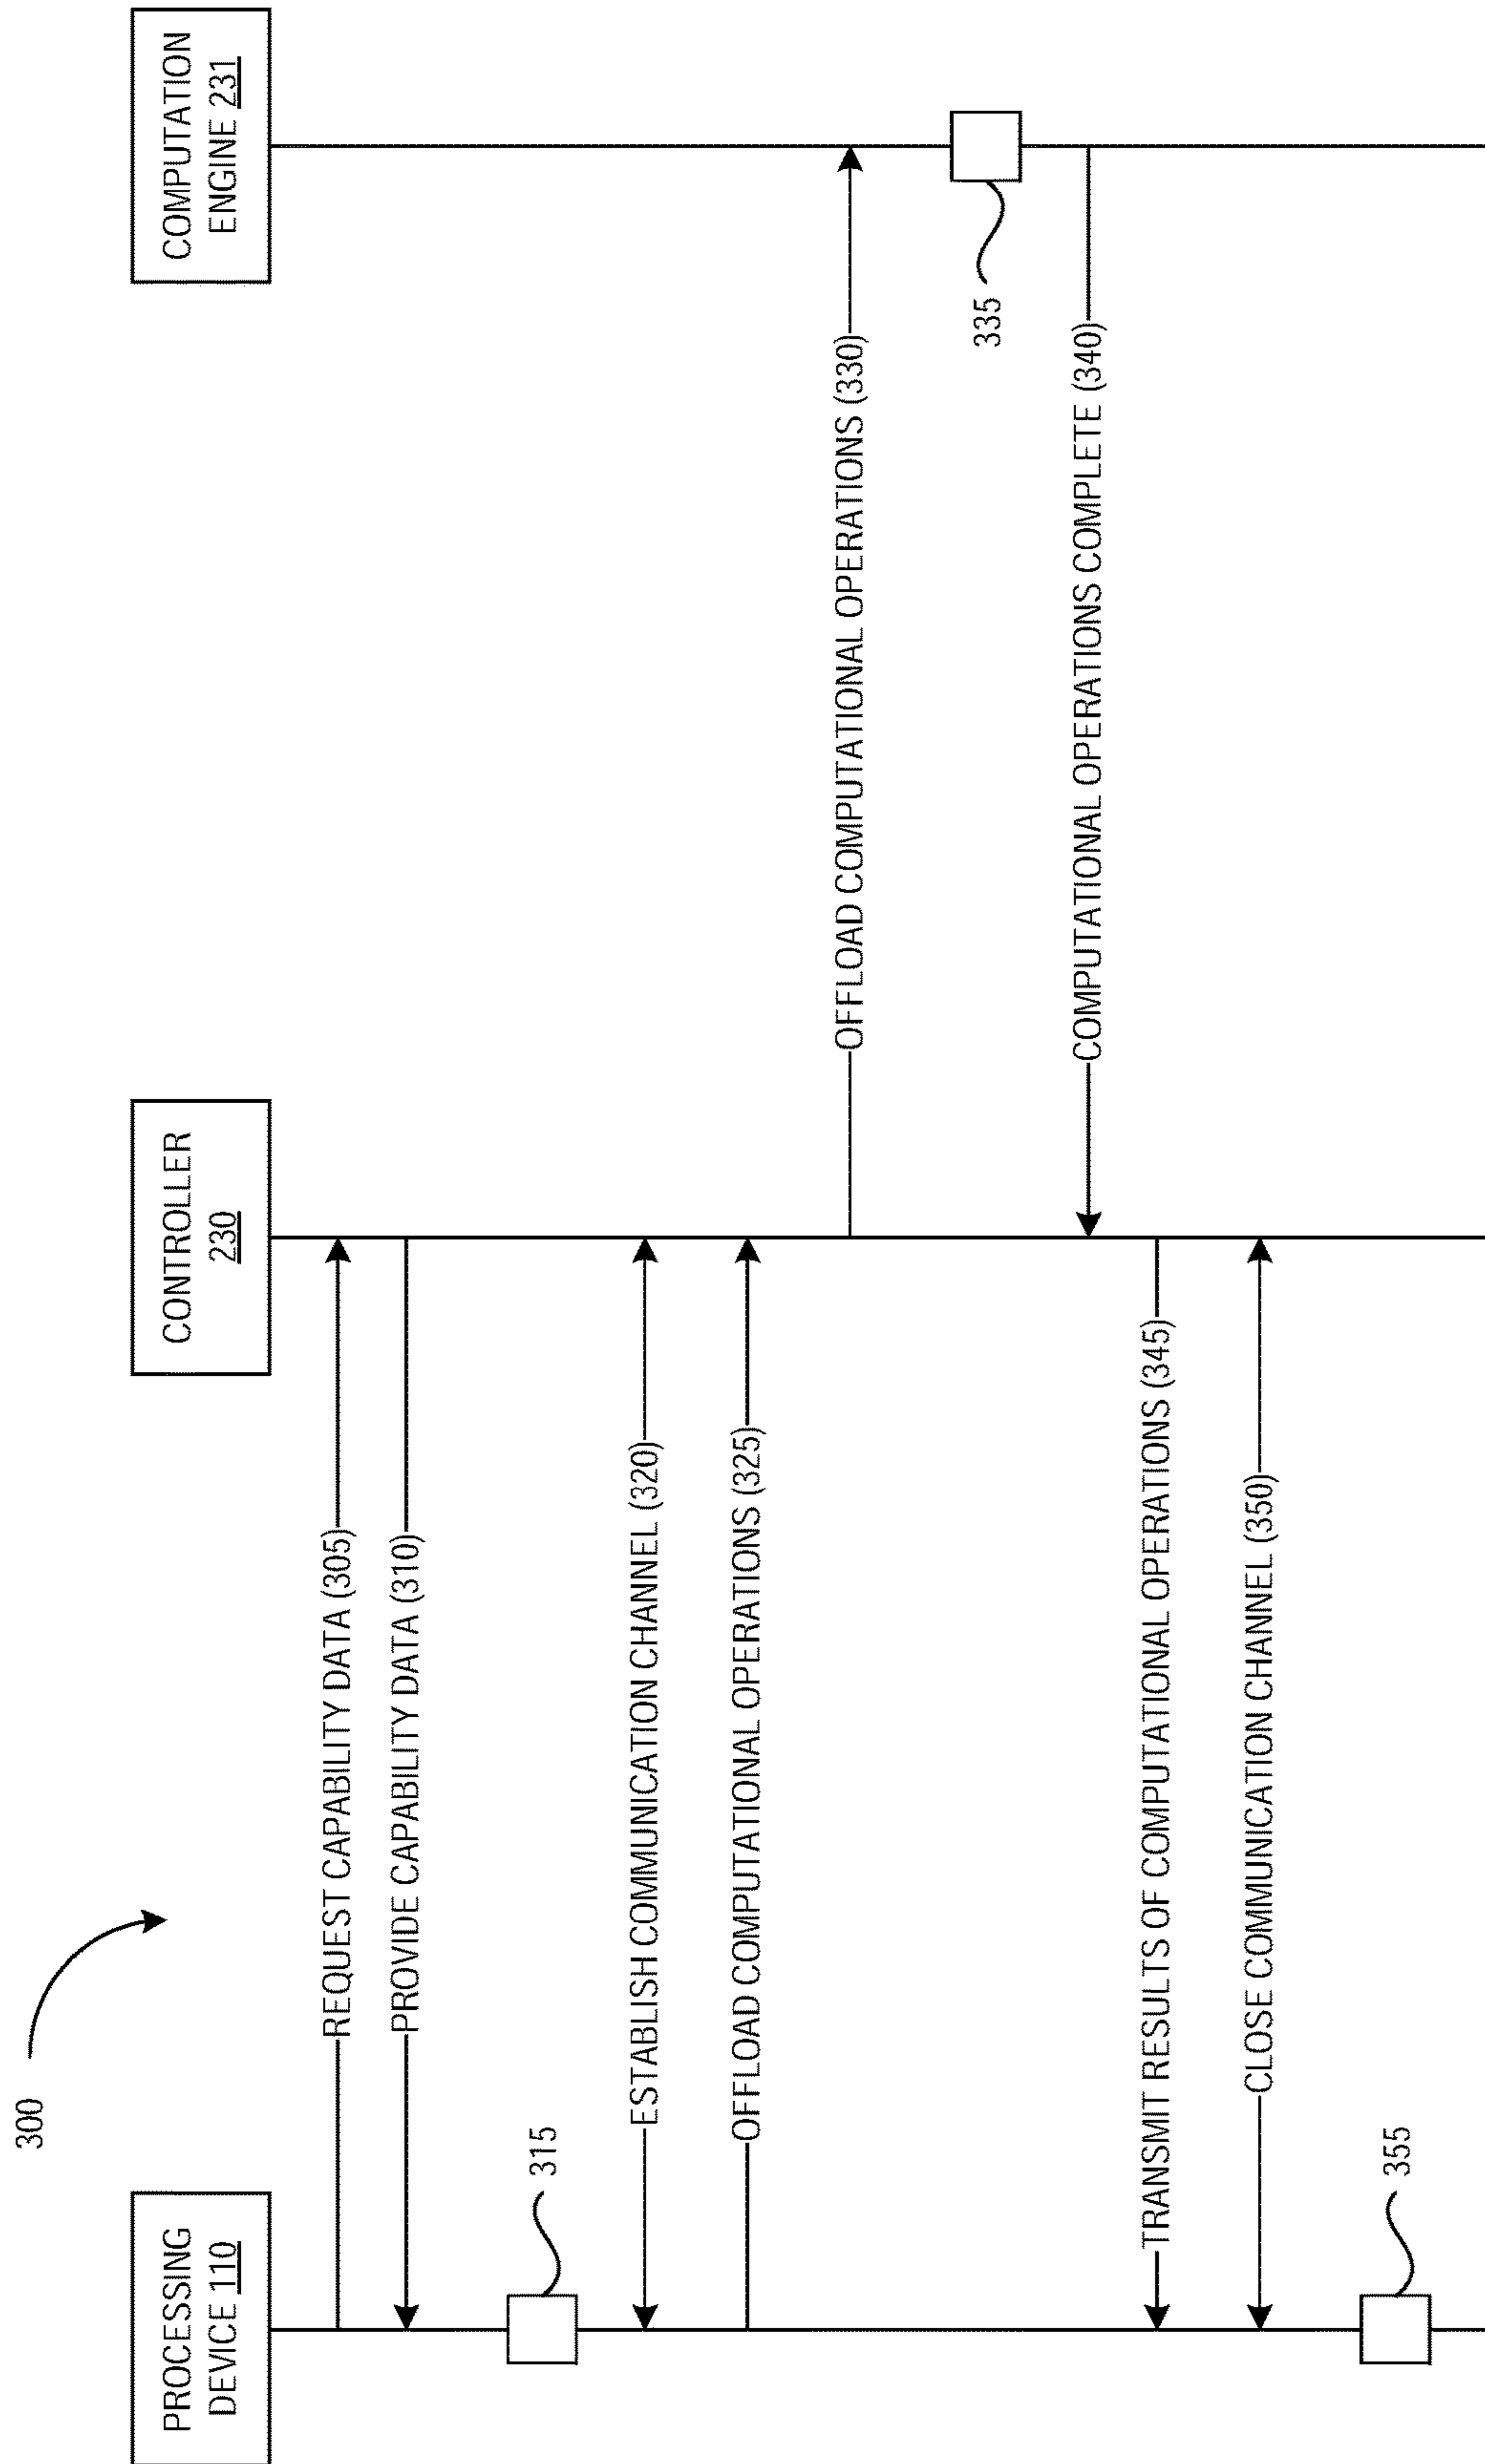 300
PROCESSING
DEVICE 110
CONTROLLER
230
COMPUTATION
ENGINE 231
REQUEST CAPABILITY DATA (305)
PROVIDE CAPABILITY DATA (310)
315
ESTABLISH COMMUNICATION CHANNEL (320)
OFFLOAD COMPUTATIONAL OPERATIONS (325)
OFFLOAD COMPUTATIONAL OPERATIONS (330)
335
COMPUTATIONAL OPERATIONS COMPLETE (340)
TRANSMIT RESULTS OF COMPUTATIONAL OPERATIONS (345)
CLOSE COMMUNICATION CHANNEL (350)
355